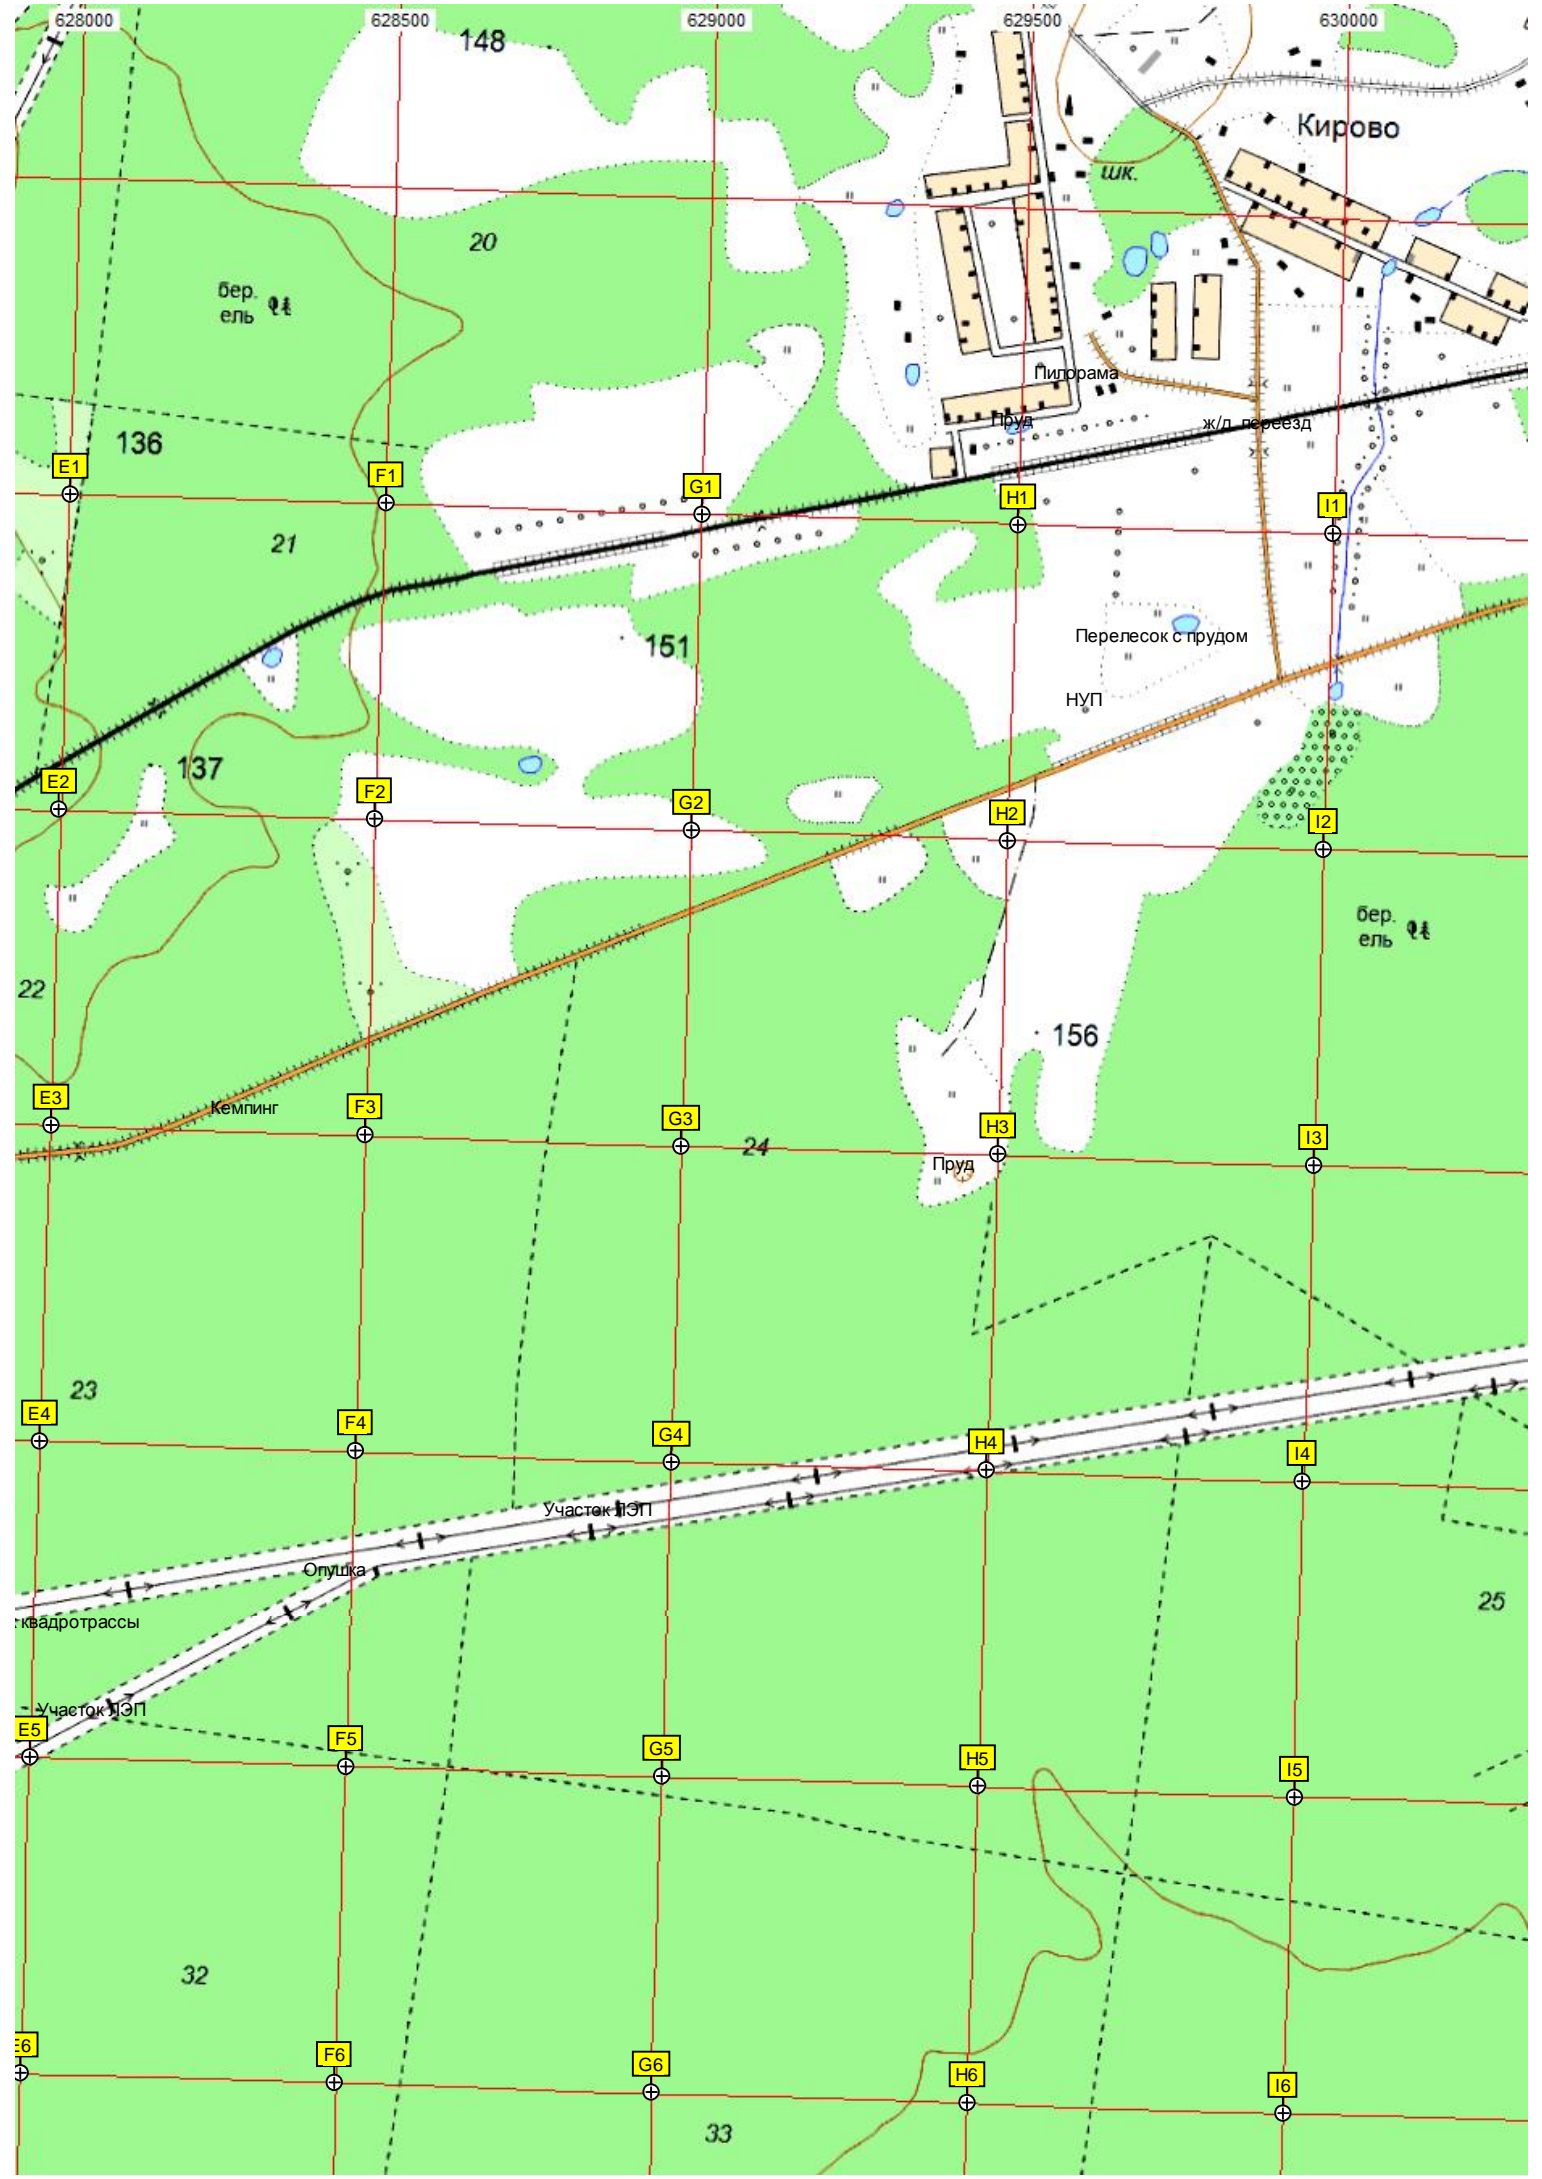 628000 628500 629000 629500 630000
148
Кирово
шк.
20
бер.
ель
Пилорама
Пруд
ж/д переезд
136
E1 F1 G1 H1 I1
21
151
Перелесок с прудом
НУП
137
E2 F2 G2 H2 I2
бер.
ель
22
156
E3 F3 G3 H3 I3
Кемпинг
24
Пруд
23
E4 F4 G4 H4 I4
Участок ЛЭП
Опушка
25
квадротрассы
Участок ЛЭП
E5 F5 G5 H5 I5
32
E6 F6 G6 H6 I6
33